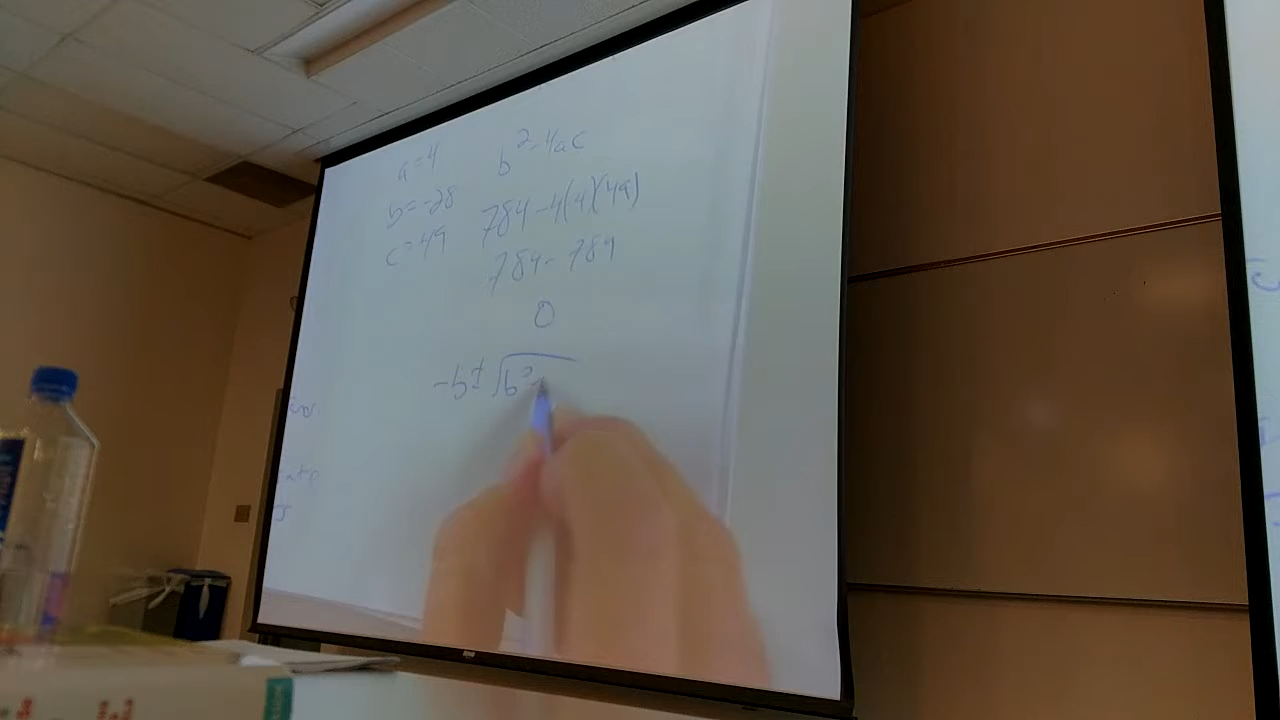 a=4
b=-28
c=49
b²-4ac
784-4(4)(49)
784-784
0
-b±√b²-